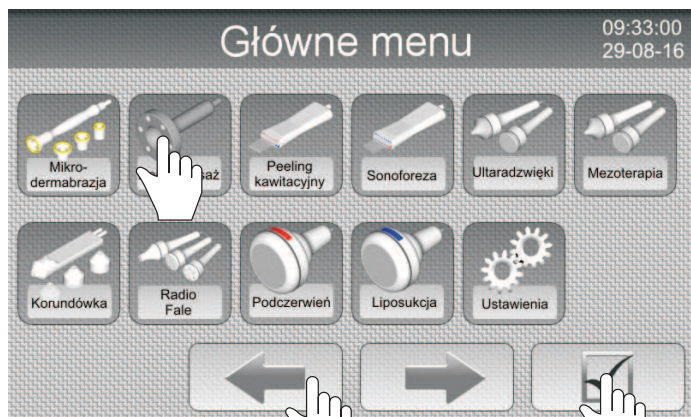 Główne menu
09:33:00
29-08-16
Mikro-
dermabrazja
Peeling
kawitacyjny
Sonoforeza
Ultaradzwięki
Mezoterapia
Korundówka
Radio
Fale
Podczerwień
Liposukcja
Ustawienia